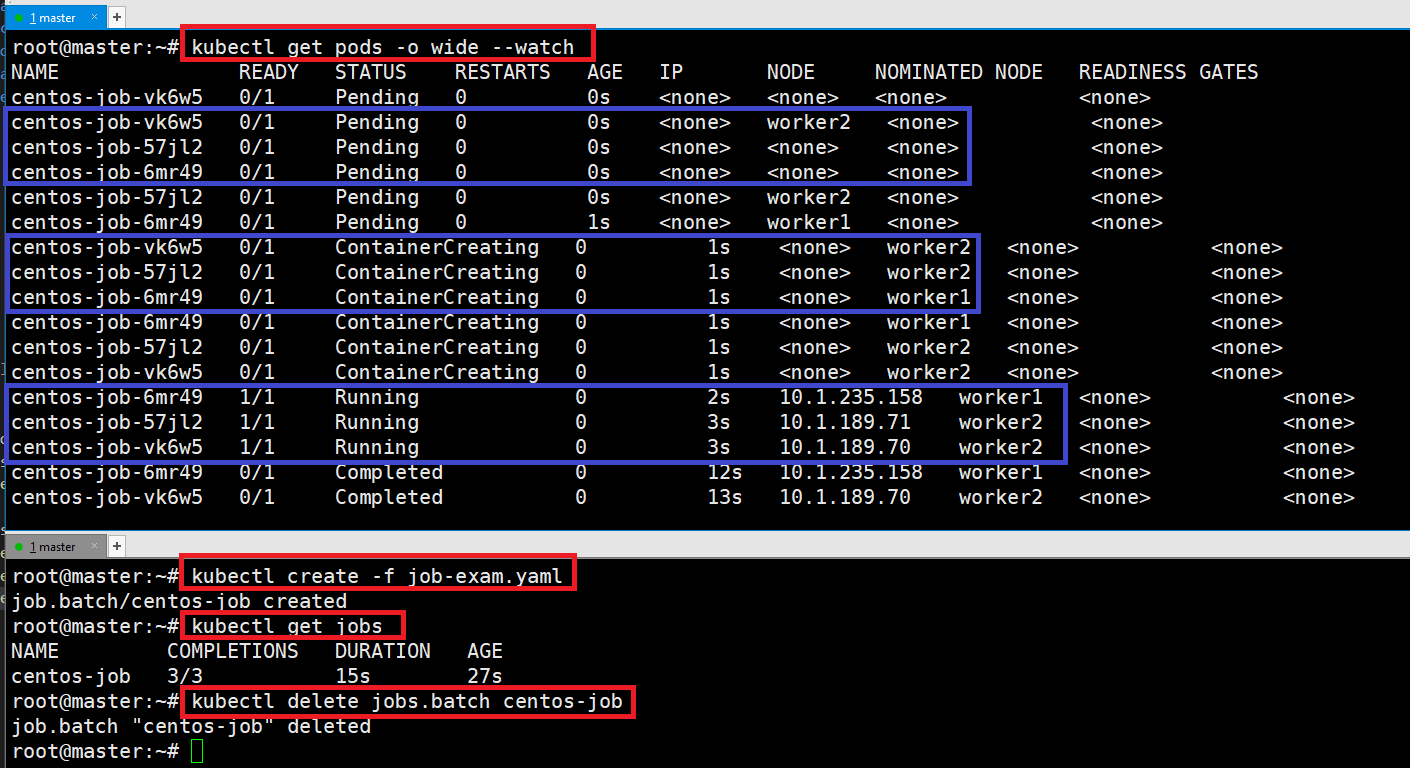 1 master × +
root@master:~# kubectl get pods -o wide --watch
NAME READY STATUS RESTARTS AGE IP NODE NOMINATED NODE READINESS GATES
centos-job-vk6w5 0/1 Pending 0 0s <none> <none> <none> <none>
centos-job-vk6w5 0/1 Pending 0 0s <none> worker2 <none> <none>
centos-job-57jl2 0/1 Pending 0 0s <none> <none> <none> <none>
centos-job-6mr49 0/1 Pending 0 0s <none> <none> <none> <none>
centos-job-57jl2 0/1 Pending 0 0s <none> worker2 <none> <none>
centos-job-6mr49 0/1 Pending 0 1s <none> worker1 <none> <none>
centos-job-vk6w5 0/1 ContainerCreating 0 1s <none> worker2 <none> <none>
centos-job-57jl2 0/1 ContainerCreating 0 1s <none> worker2 <none> <none>
centos-job-6mr49 0/1 ContainerCreating 0 1s <none> worker1 <none> <none>
centos-job-6mr49 0/1 ContainerCreating 0 1s <none> worker1 <none> <none>
centos-job-57jl2 0/1 ContainerCreating 0 1s <none> worker2 <none> <none>
centos-job-vk6w5 0/1 ContainerCreating 0 1s <none> worker2 <none> <none>
centos-job-6mr49 1/1 Running 0 2s 10.1.235.158 worker1 <none> <none>
centos-job-57jl2 1/1 Running 0 3s 10.1.189.71 worker2 <none> <none>
centos-job-vk6w5 1/1 Running 0 3s 10.1.189.70 worker2 <none> <none>
centos-job-6mr49 0/1 Completed 0 12s 10.1.235.158 worker1 <none> <none>
centos-job-vk6w5 0/1 Completed 0 13s 10.1.189.70 worker2 <none> <none>
1 master × +
root@master:~# kubectl create -f job-exam.yaml
job.batch/centos-job created
root@master:~# kubectl get jobs
NAME COMPLETIONS DURATION AGE
centos-job 3/3 15s 27s
root@master:~# kubectl delete jobs.batch centos-job
job.batch "centos-job" deleted
root@master:~#